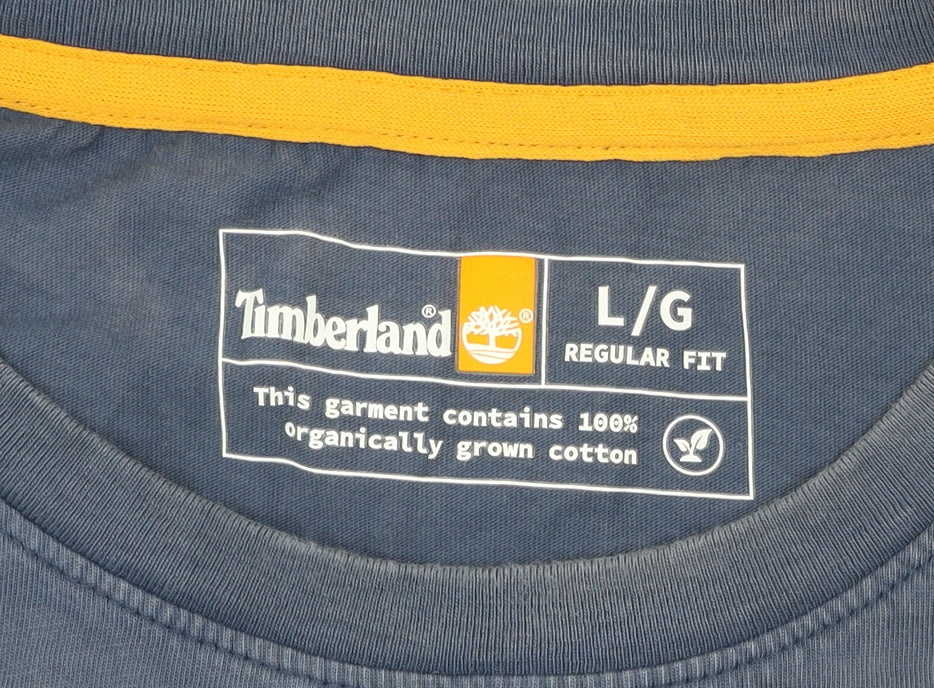 Timberland® ®
L/G
REGULAR FIT
This garment contains 100%
organically grown cotton